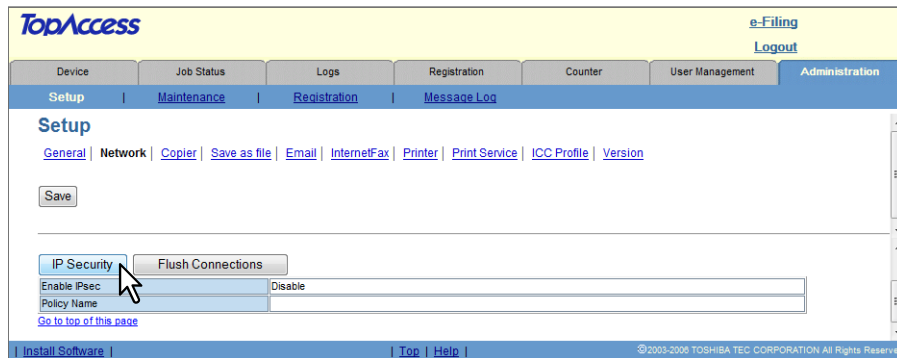 TopAccess
e-Filing
Logout
Device Job Status Logs Registration Counter User Management Administration
Setup | Maintenance | Registration | Message Log
Setup
General | Network | Copier | Save as file | Email | InternetFax | Printer | Print Service | ICC Profile | Version
Save
IP Security Flush Connections
Enable IPsec Disable
Policy Name
Go to top of this page
| Install Software | | Top | Help | ©2003-2006 TOSHIBA TEC CORPORATION All Rights Reserve